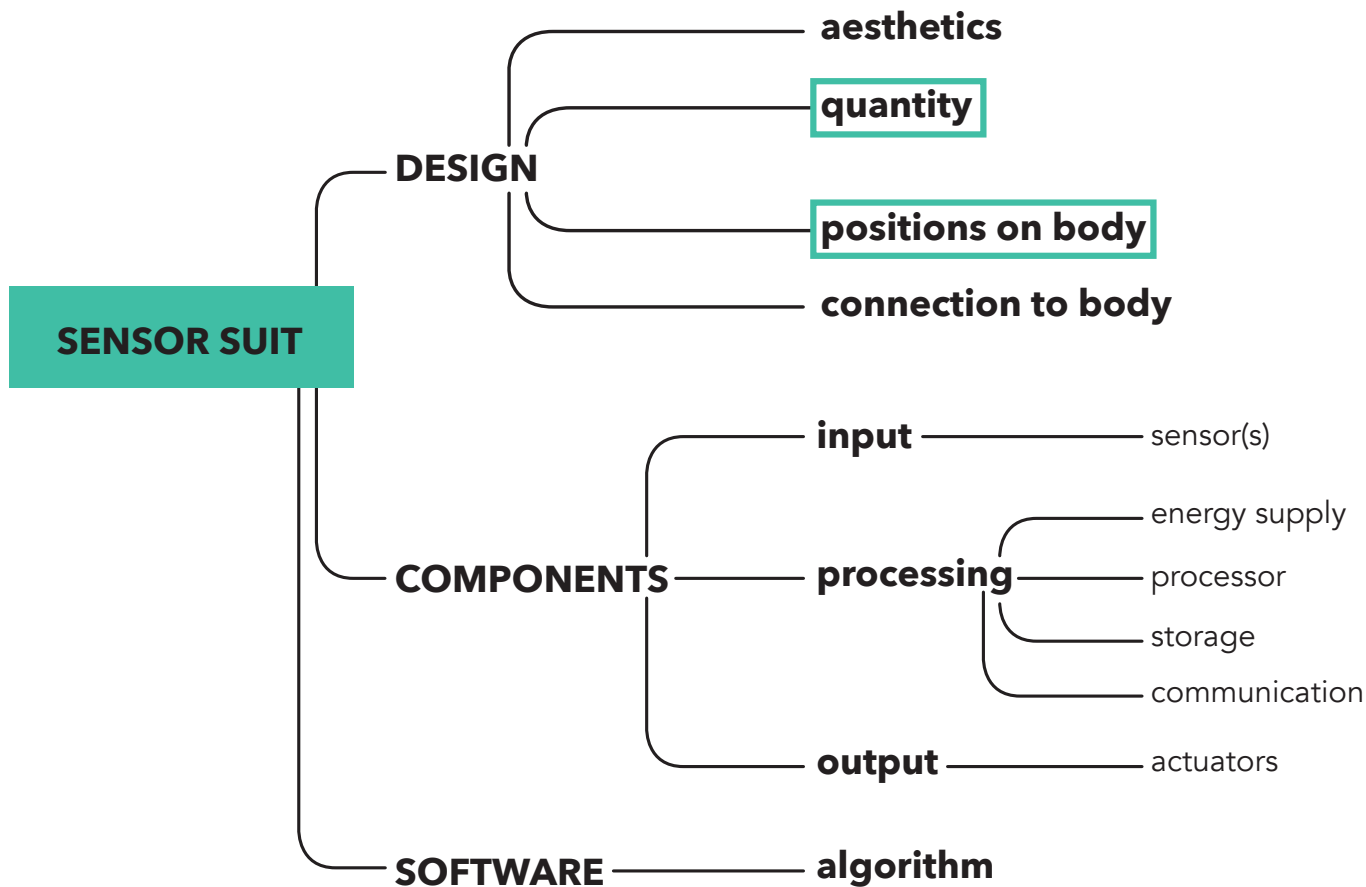 SENSOR SUIT
DESIGN
aesthetics
quantity
positions on body
connection to body
COMPONENTS
input
sensor(s)
processing
energy supply
processor
storage
communication
output
actuators
SOFTWARE
algorithm